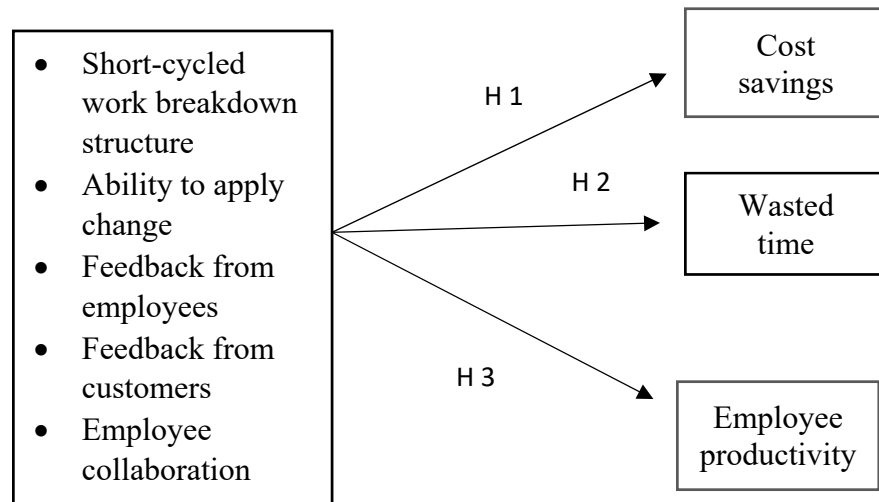 • Short-cycled
work breakdown
structure
• Ability to apply
change
• Feedback from
employees
• Feedback from
customers
• Employee
collaboration
H 1
H 2
H 3
Cost
savings
Wasted
time
Employee
productivity